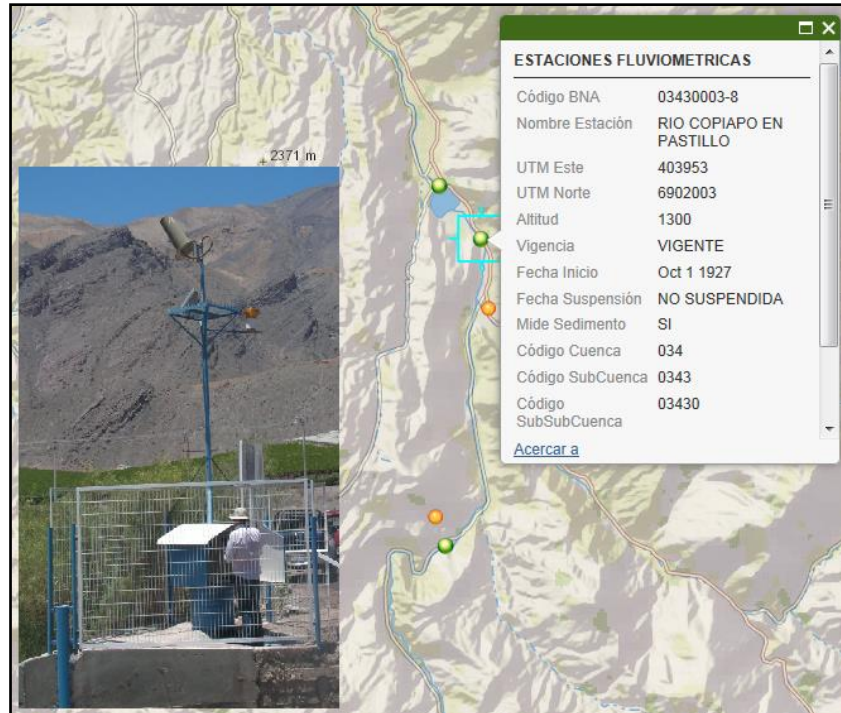 ESTACIONES FLUVIOMETRICAS
Código BNA 03430003-8
Nombre Estación RIO COPIAPO EN
PASTILLO
UTM Este 403953
UTM Norte 6902003
Altitud 1300
Vigencia VIGENTE
Fecha Inicio Oct 1 1927
Fecha Suspensión NO SUSPENDIDA
Mide Sedimento SI
Código Cuenca 034
Código SubCuenca 0343
Código 03430
SubSubCuenca
Acercar a
2371 m